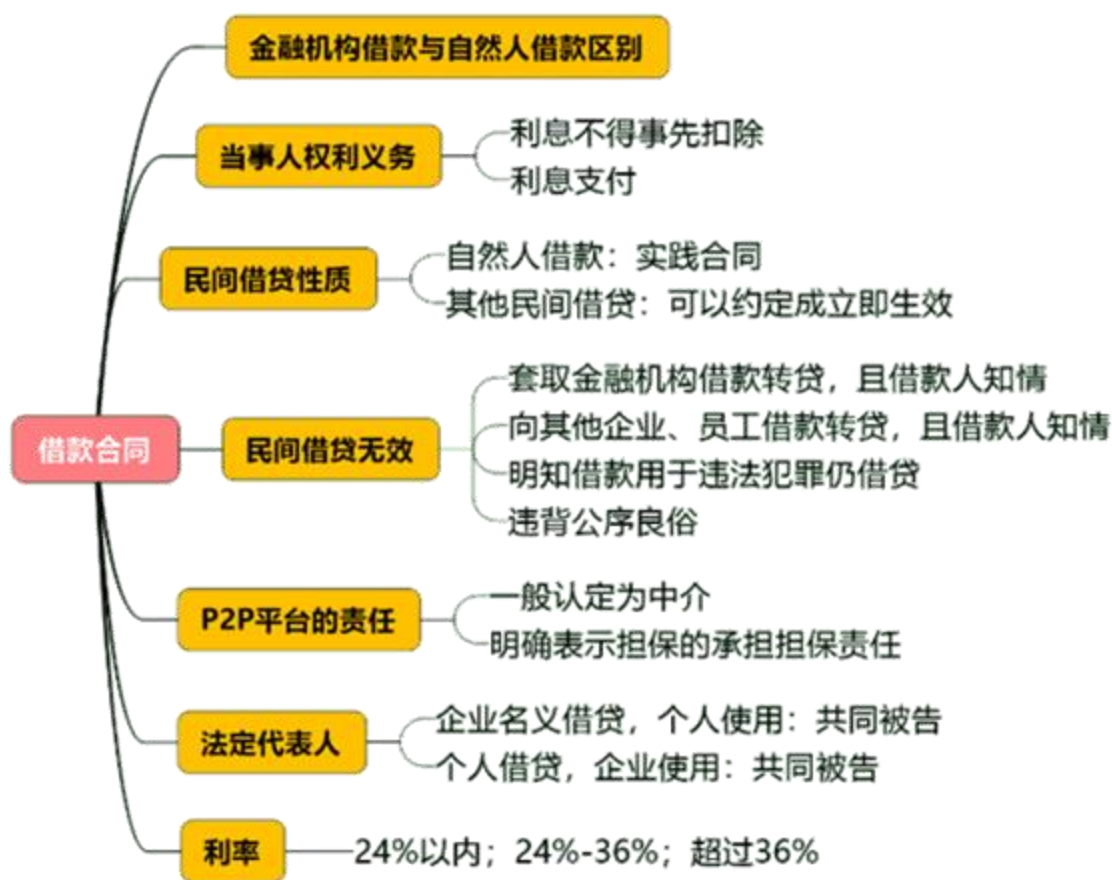 金融机构借款与自然人借款区别
当事人权利义务
利息不得事先扣除
利息支付
民间借贷性质
自然人借款：实践合同
其他民间借贷：可以约定成立即生效
借款合同
民间借贷无效
套取金融机构借款转贷，且借款人知情
向其他企业、员工借款转贷，且借款人知情
明知借款用于违法犯罪仍借贷
违背公序良俗
P2P平台的责任
一般认定为中介
明确表示担保的承担担保责任
法定代表人
企业名义借贷，个人使用：共同被告
个人借贷，企业使用：共同被告
利率
24%以内；24%-36%；超过36%